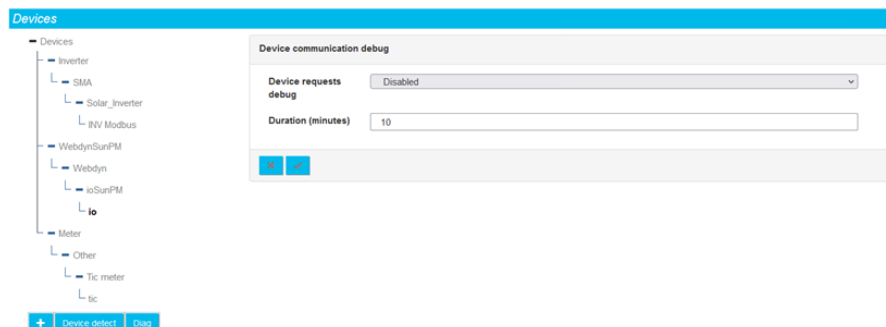 Devices
Devices
Inverter
SMA
Solar_Inverter
INV Modbus
WebdynSunPM
Webdyn
ioSunPM
io
Meter
Other
Tic meter
tic
+ Device detect Diag
Device communication debug
Device requests debug Disabled
Duration (minutes) 10